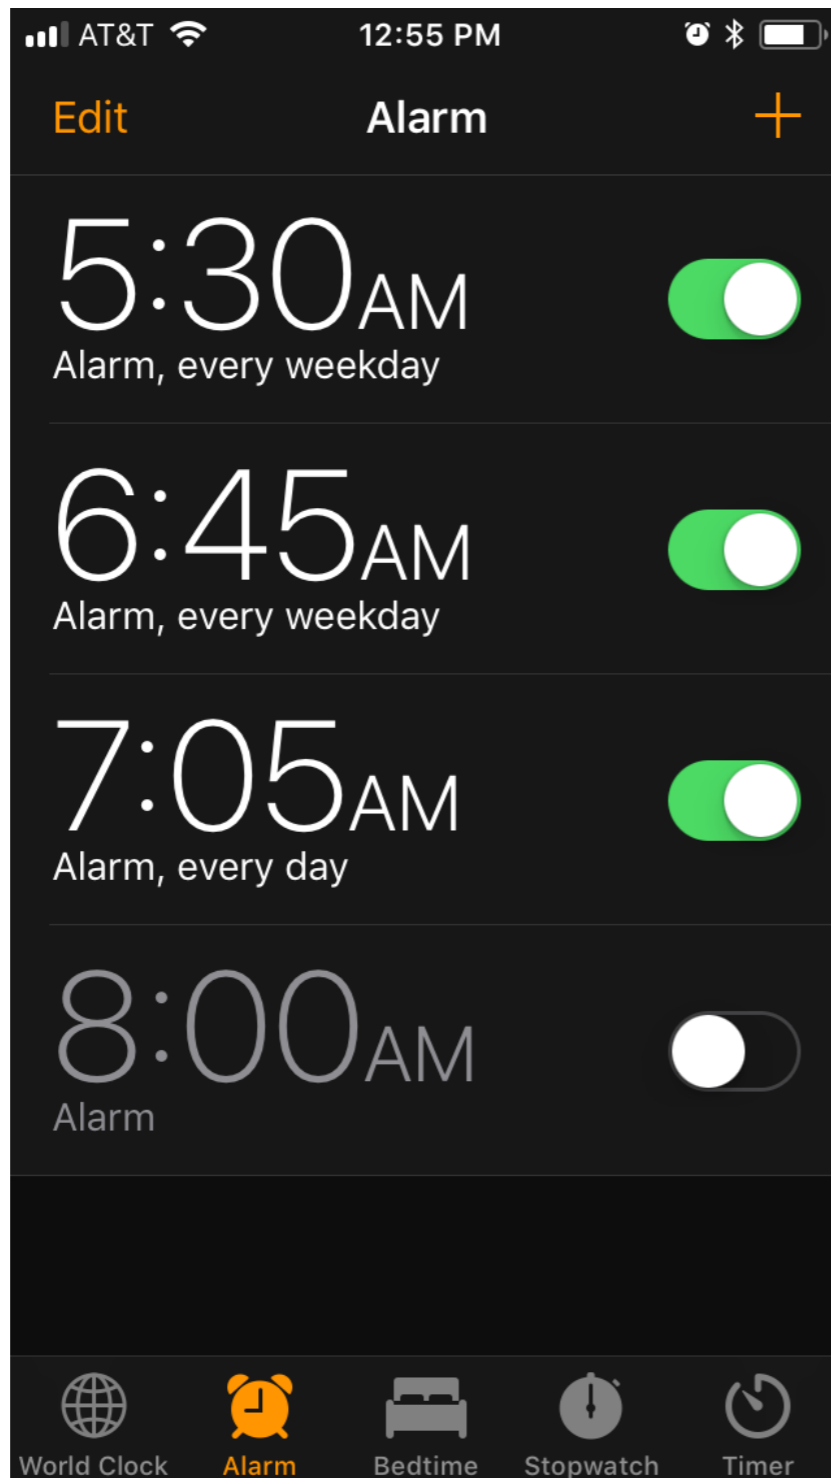 AT&T 12:55 PM
Edit Alarm +
5:30AM
Alarm, every weekday
6:45AM
Alarm, every weekday
7:05AM
Alarm, every day
8:00AM
Alarm
World Clock Alarm Bedtime Stopwatch Timer